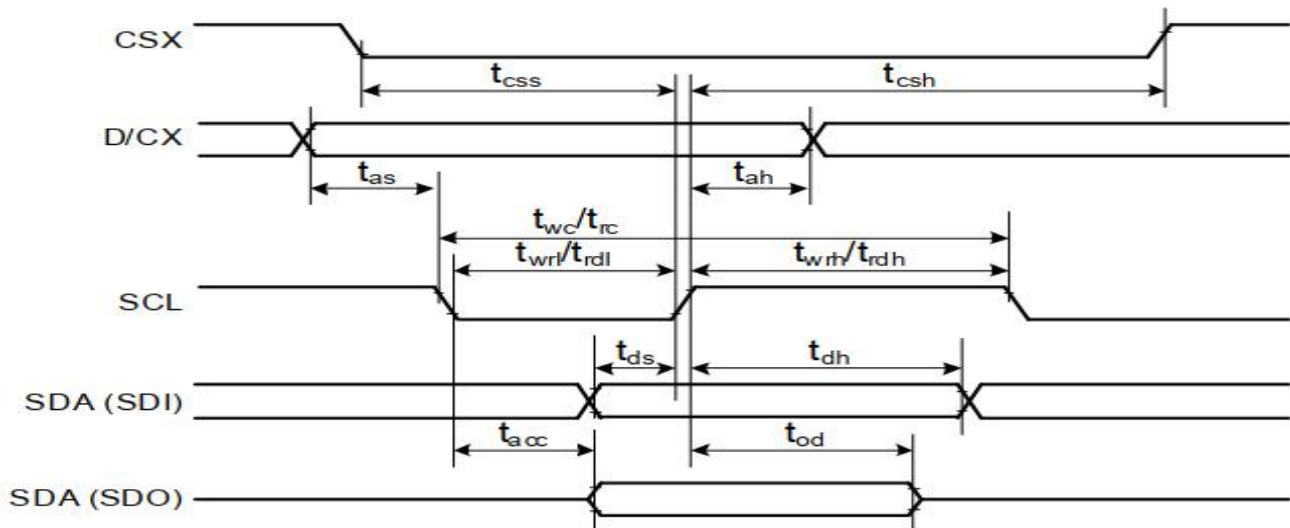 CSX
tcss
tcsh
D/CX
tas
tah
twc/trc
twrl/trdl
twrh/trdh
SCL
tds
tdh
SDA (SDI)
tacc
tod
SDA (SDO)